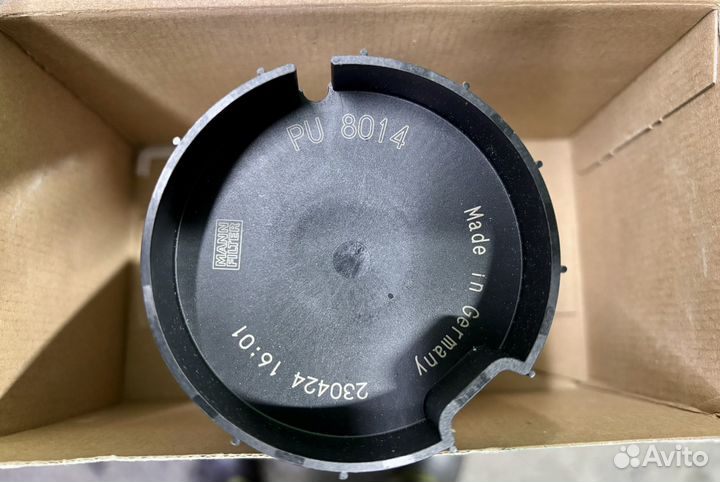 PU 8014
MANN
FILTER
Made in Germany
230424 16:01
Avito